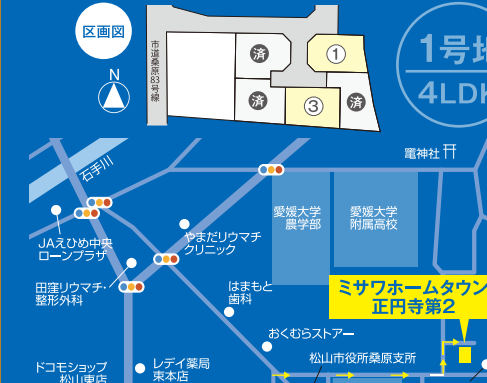 区画図
市道桑原83号線
N
済
済
済
①
③
1号地
4LDK
石手川
竈神社
愛媛大学
農学部
愛媛大学
附属高校
JAえひめ中央
ローンプラザ
やまだリウマチ
クリニック
田窪リウマチ・
整形外科
はまもと
歯科
ミサワホームタウン
正円寺第2
おくむらストアー
松山市役所桑原支所
ドコモショップ
松山東店
レデイ薬局
東本店